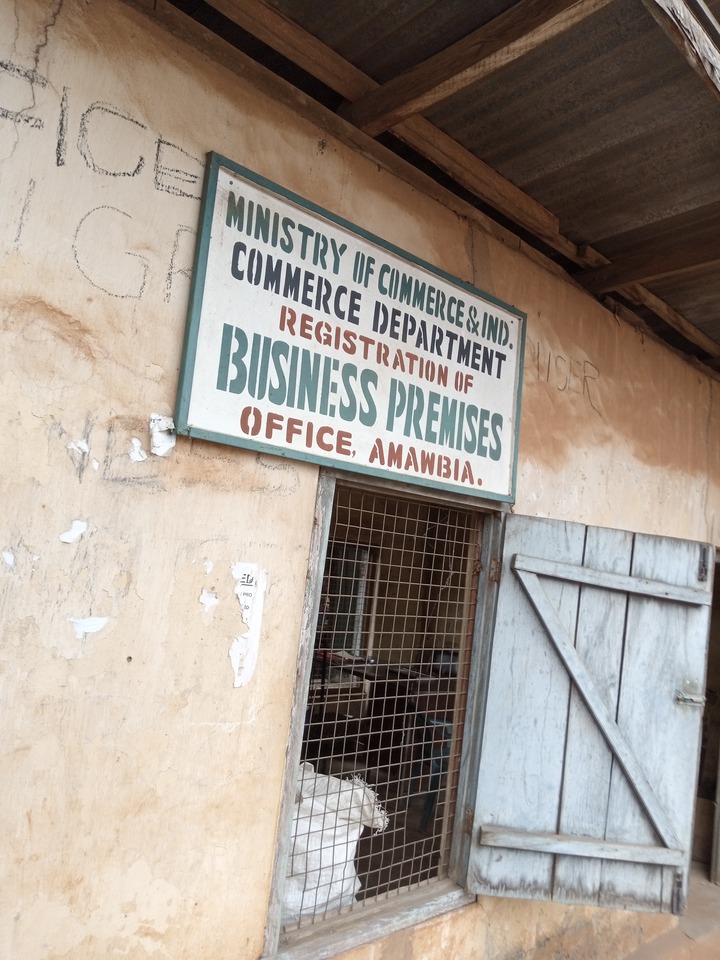 MINISTRY OF COMMERCE & IND.
COMMERCE DEPARTMENT
REGISTRATION OF
BUSINESS PREMISES
OFFICE, AMAWBIA.